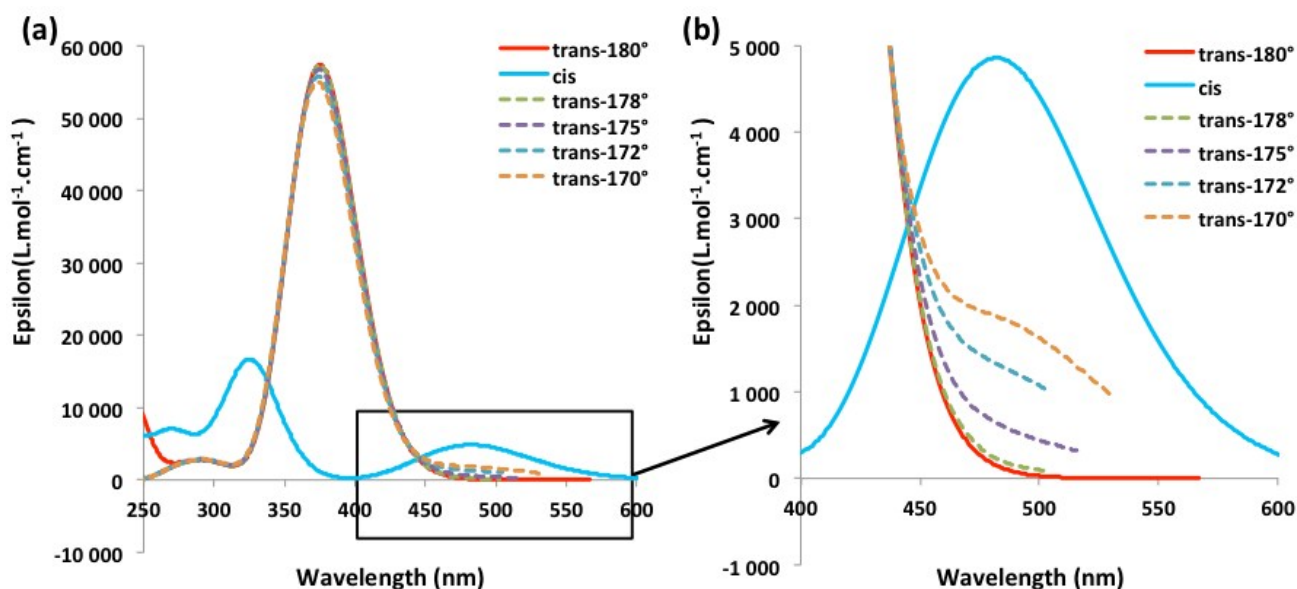 (a)
Epsilon(L.mol-1.cm-1 )
60 000
50 000
40 000
30 000
20 000
10 000
0
-10 000
250 300 350 400 450 500 550 600
Wavelength (nm)
trans-180°
cis
trans-178°
trans-175°
trans-172°
trans-170°
(b)
Epsilon(L.mol-1.cm-1 )
5 000
4 000
3 000
2 000
1 000
0
-1 000
400 450 500 550 600
Wavelength (nm)
trans-180°
cis
trans-178°
trans-175°
trans-172°
trans-170°